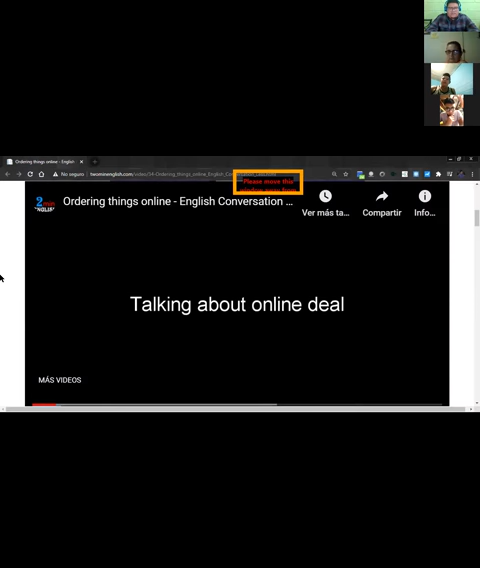 Ordering things online - English
No seguro
twominenglish.com/video/34-Ordering_things_online_English_Conversation_
Please move this
2 min
ENGLISH
Ordering things online - English Conversation ...
Ver más ta...
Compartir
Info...
Talking about online deal
MÁS VIDEOS